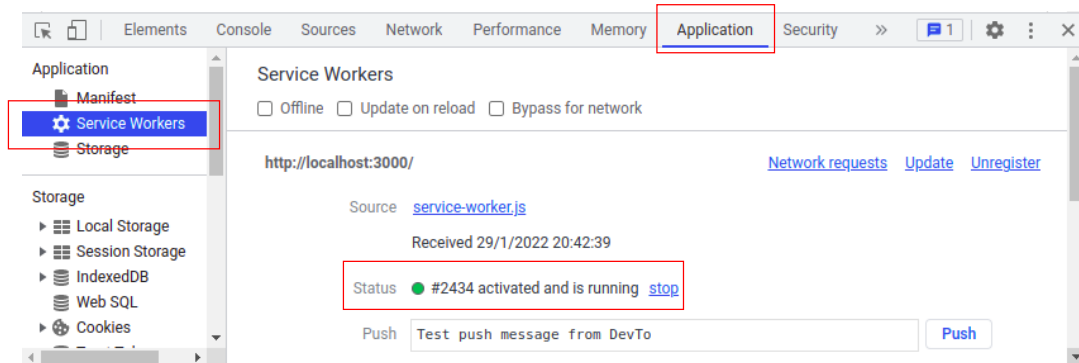 Elements Console Sources Network Performance Memory Application Security » 1
Application
Manifest
Service Workers
Storage
Storage
Local Storage
Session Storage
IndexedDB
Web SQL
Cookies
Service Workers
Offline Update on reload Bypass for network
http://localhost:3000/ Network requests Update Unregister
Source service-worker.js
Received 29/1/2022 20:42:39
Status #2434 activated and is running stop
Push Test push message from DevTo Push